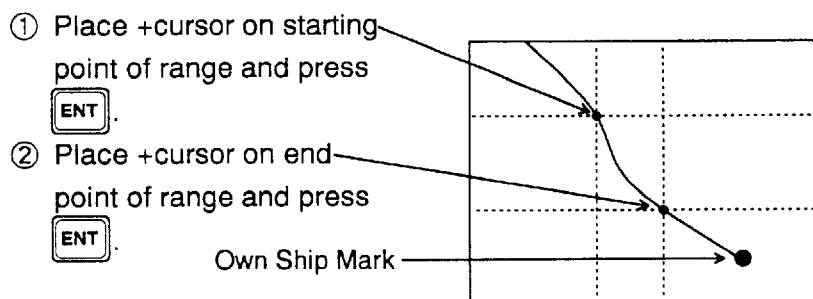 ① Place +cursor on starting
point of range and press
ENT.
② Place +cursor on end
point of range and press
ENT.
Own Ship Mark